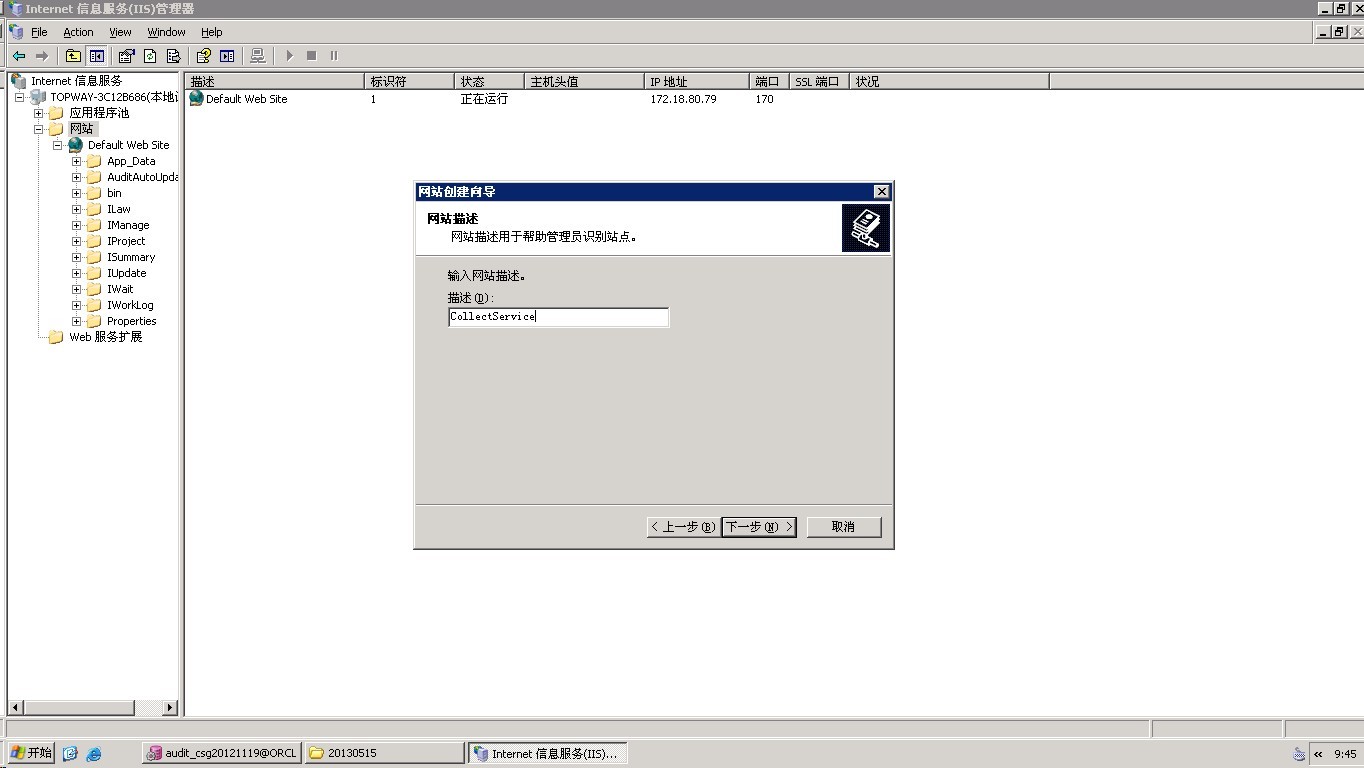 Internet 信息服务(IIS)管理器
File Action View Window Help
Internet 信息服务
TOPWAY-3C12B686(本地
应用程序池
网站
Default Web Site
App_Data
AuditAutoUpda
bin
ILaw
IManage
IProject
ISummary
IUpdate
IWait
IWorkLog
Properties
Web 服务扩展
描述 标识符 状态 主机头值 IP 地址 端口 SSL 端口 状况
Default Web Site 1 正在运行 172.18.80.79 170
网站创建向导
网站描述
网站描述用于帮助管理员识别站点。
输入网站描述。
描述(D):
CollectService
< 上一步(B) 下一步(N) > 取消
开始 audit_csg20121119@ORCL 20130515 Internet 信息服务(IIS)... « 9:45